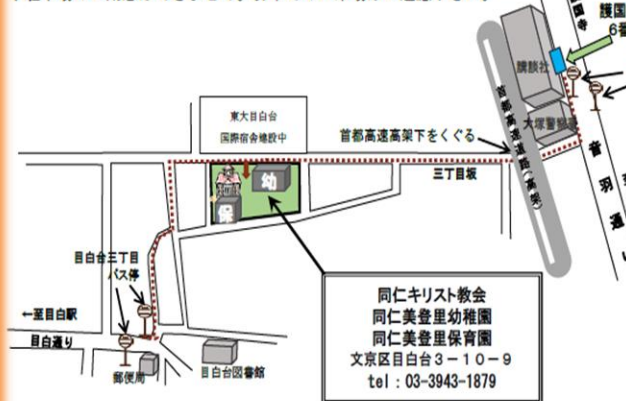 護国寺
護国
6番
講談社
大塚警察署
音羽通り
首都高速道路(高架)
首都高速高架下をくぐる
三丁目坂
東大目白台
国際宿舎建設中
幼
保
目白台三丁目
バス停
←至目白駅
目白通り
郵便局
目白台図書館
同仁キリスト教会
同仁美登里幼稚園
同仁美登里保育園
文京区目白台3-10-9
tel:03-3943-1879